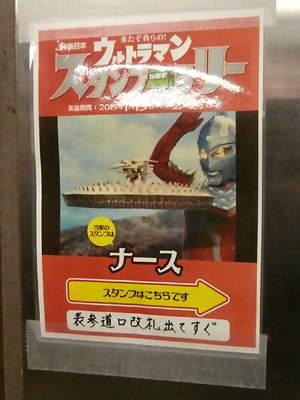 JR東日本
来たぞ我らの!
ウルトラマン
スタンプラリー
実施期間:2015年1月
当駅の
スタンプは
ナース
スタンプはこちらです
表参道口改札出てすぐ